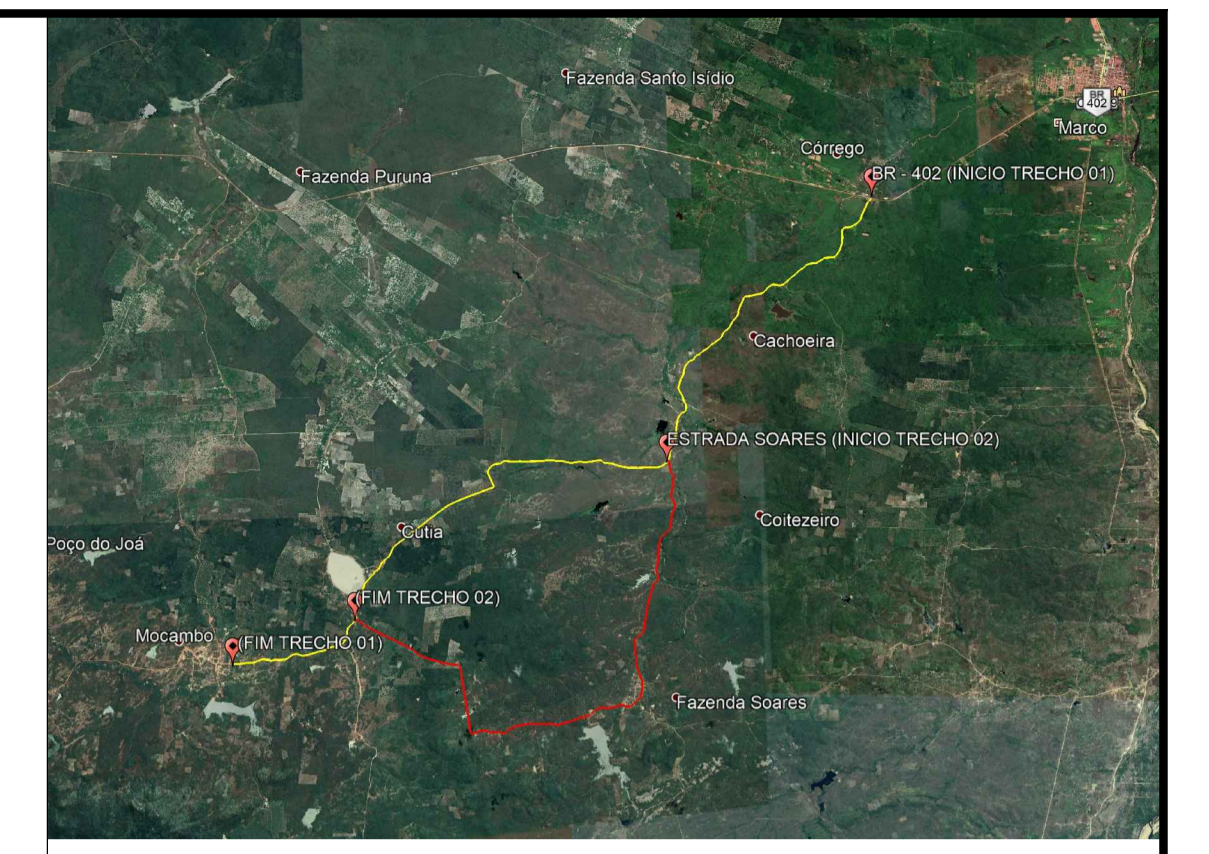 Fazenda Santo Isídio
BR
402
Marco
Córrego
BR - 402 (INICIO TRECHO 01)
Fazenda Puruna
Cachoeira
ESTRADA SOARES (INICIO TRECHO 02)
Coitezeiro
Cutia
Poço do Joá
(FIM TRECHO 02)
Mocambo
(FIM TRECHO 01)
Fazenda Soares